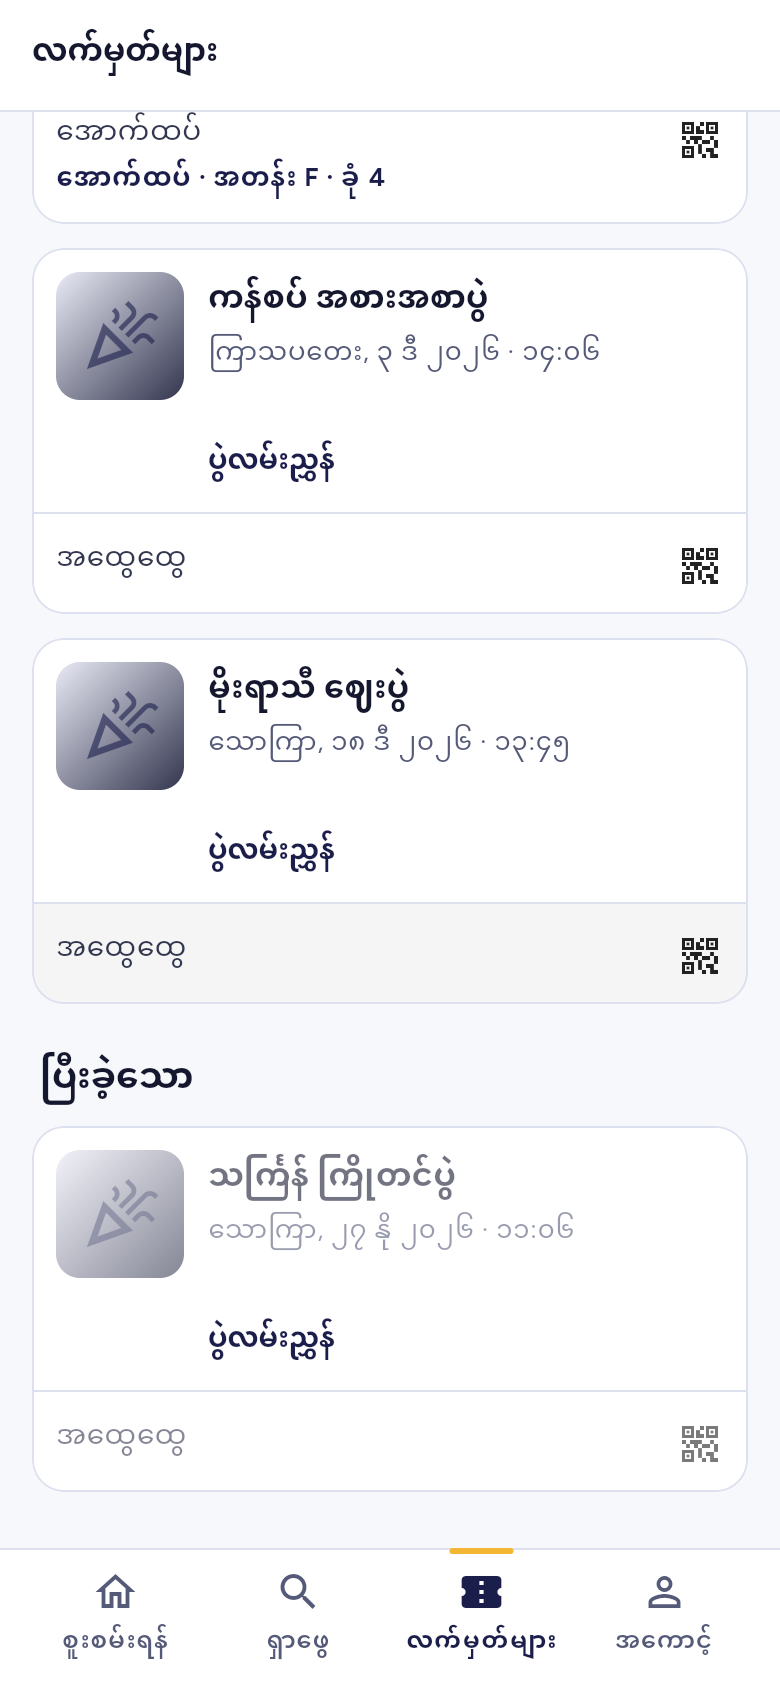 လက်မှတ်များ
အောက်ထပ်
အောက်ထပ် · အတန်း F · ခုံ 4
ကန်စပ် အစားအစာပွဲ
ကြာသပတေး, ၃ ဒီ ၂၀၂၆ · ၁၄:၀၆
ပွဲလမ်းညွှန်
အထွေထွေ
မိုးရာသီ ဈေးပွဲ
သောကြာ, ၁၈ ဒီ ၂၀၂၆ · ၁၃:၄၅
ပွဲလမ်းညွှန်
အထွေထွေ
ပြီးခဲ့သော
သင်္ကြန် ကြိုတင်ပွဲ
သောကြာ, ၂၇ နို ၂၀၂၆ · ၁၁:၀၆
ပွဲလမ်းညွှန်
အထွေထွေ
စူးစမ်းရန်
ရှာဖွေ
လက်မှတ်များ
အကောင့်